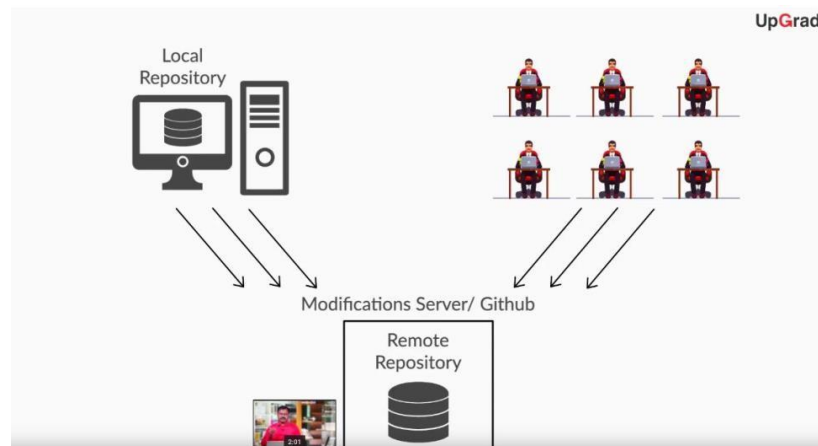 UpGrad
Local
Repository
Modifications Server/ Github
Remote
Repository
2:01